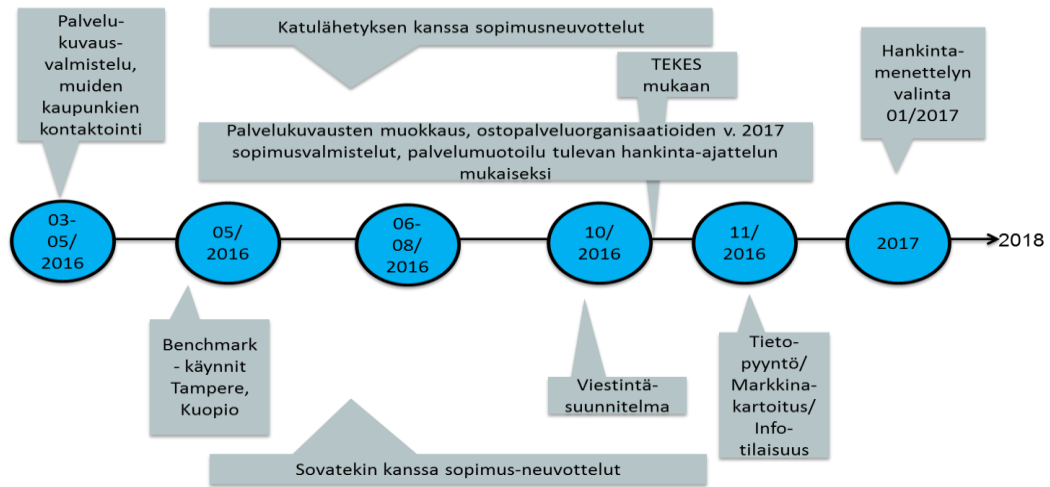 Palvelu-
kuvaus-
valmistelu,
muiden
kaupunkien
kontaktointi
Katulähetyksen kanssa sopimusneuvottelut
TEKES
mukaan
Hankinta-
menettelyn
valinta
01/2017
Palvelukuvausten muokkaus, ostopalveluorganisaatioiden v. 2017
sopimusvalmistelut, palvelumuotoilu tulevan hankinta-ajattelun
mukaiseksi
03-
05/
2016
05/
2016
06-
08/
2016
10/
2016
11/
2016
2017
2018
Benchmark
- käynnit
Tampere,
Kuopio
Viestintä-
suunnitelma
Tieto-
pyyntö/
Markkina-
kartoitus/
Info-
tilaisuus
Sovatekin kanssa sopimus-neuvottelut